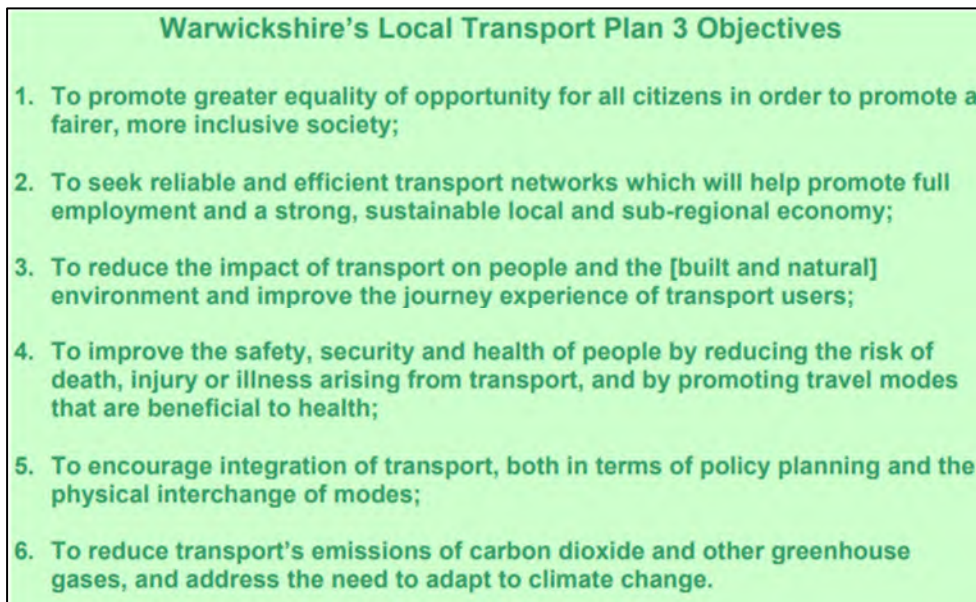 Warwickshire's Local Transport Plan 3 Objectives
1. To promote greater equality of opportunity for all citizens in order to promote a
fairer, more inclusive society;
2. To seek reliable and efficient transport networks which will help promote full
employment and a strong, sustainable local and sub-regional economy;
3. To reduce the impact of transport on people and the [built and natural]
environment and improve the journey experience of transport users;
4. To improve the safety, security and health of people by reducing the risk of
death, injury or illness arising from transport, and by promoting travel modes
that are beneficial to health;
5. To encourage integration of transport, both in terms of policy planning and the
physical interchange of modes;
6. To reduce transport's emissions of carbon dioxide and other greenhouse
gases, and address the need to adapt to climate change.